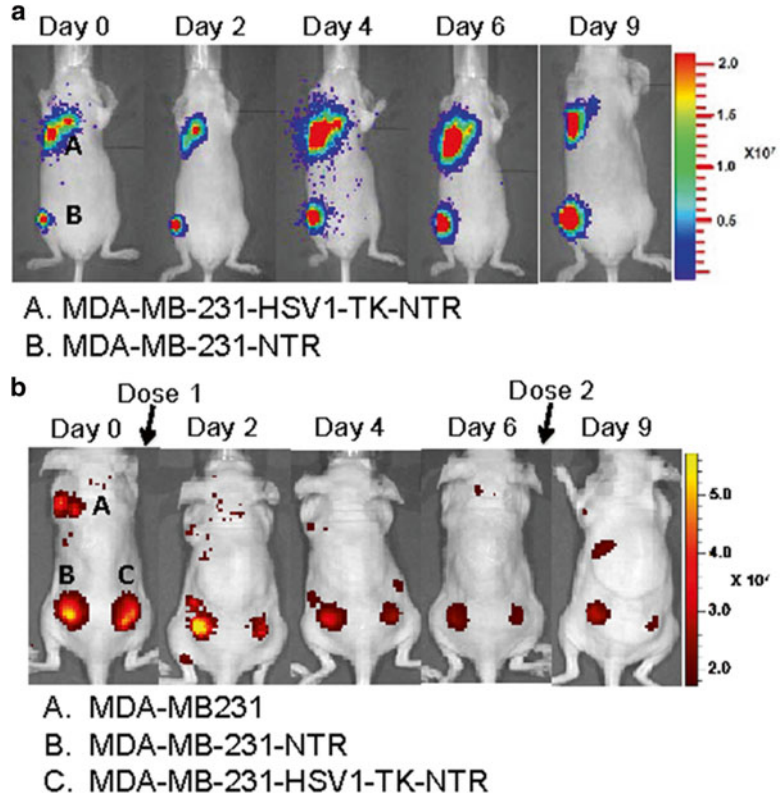 a
Day 0 Day 2 Day 4 Day 6 Day 9
2.0
1.5
X10⁷
1.0
0.5
A
B
A. MDA-MB-231-HSV1-TK-NTR
B. MDA-MB-231-NTR
b
Dose 1 Dose 2
Day 0 Day 2 Day 4 Day 6 Day 9
A
B C
5.0
4.0
3.0
2.0
A. MDA-MB231
B. MDA-MB-231-NTR
C. MDA-MB-231-HSV1-TK-NTR